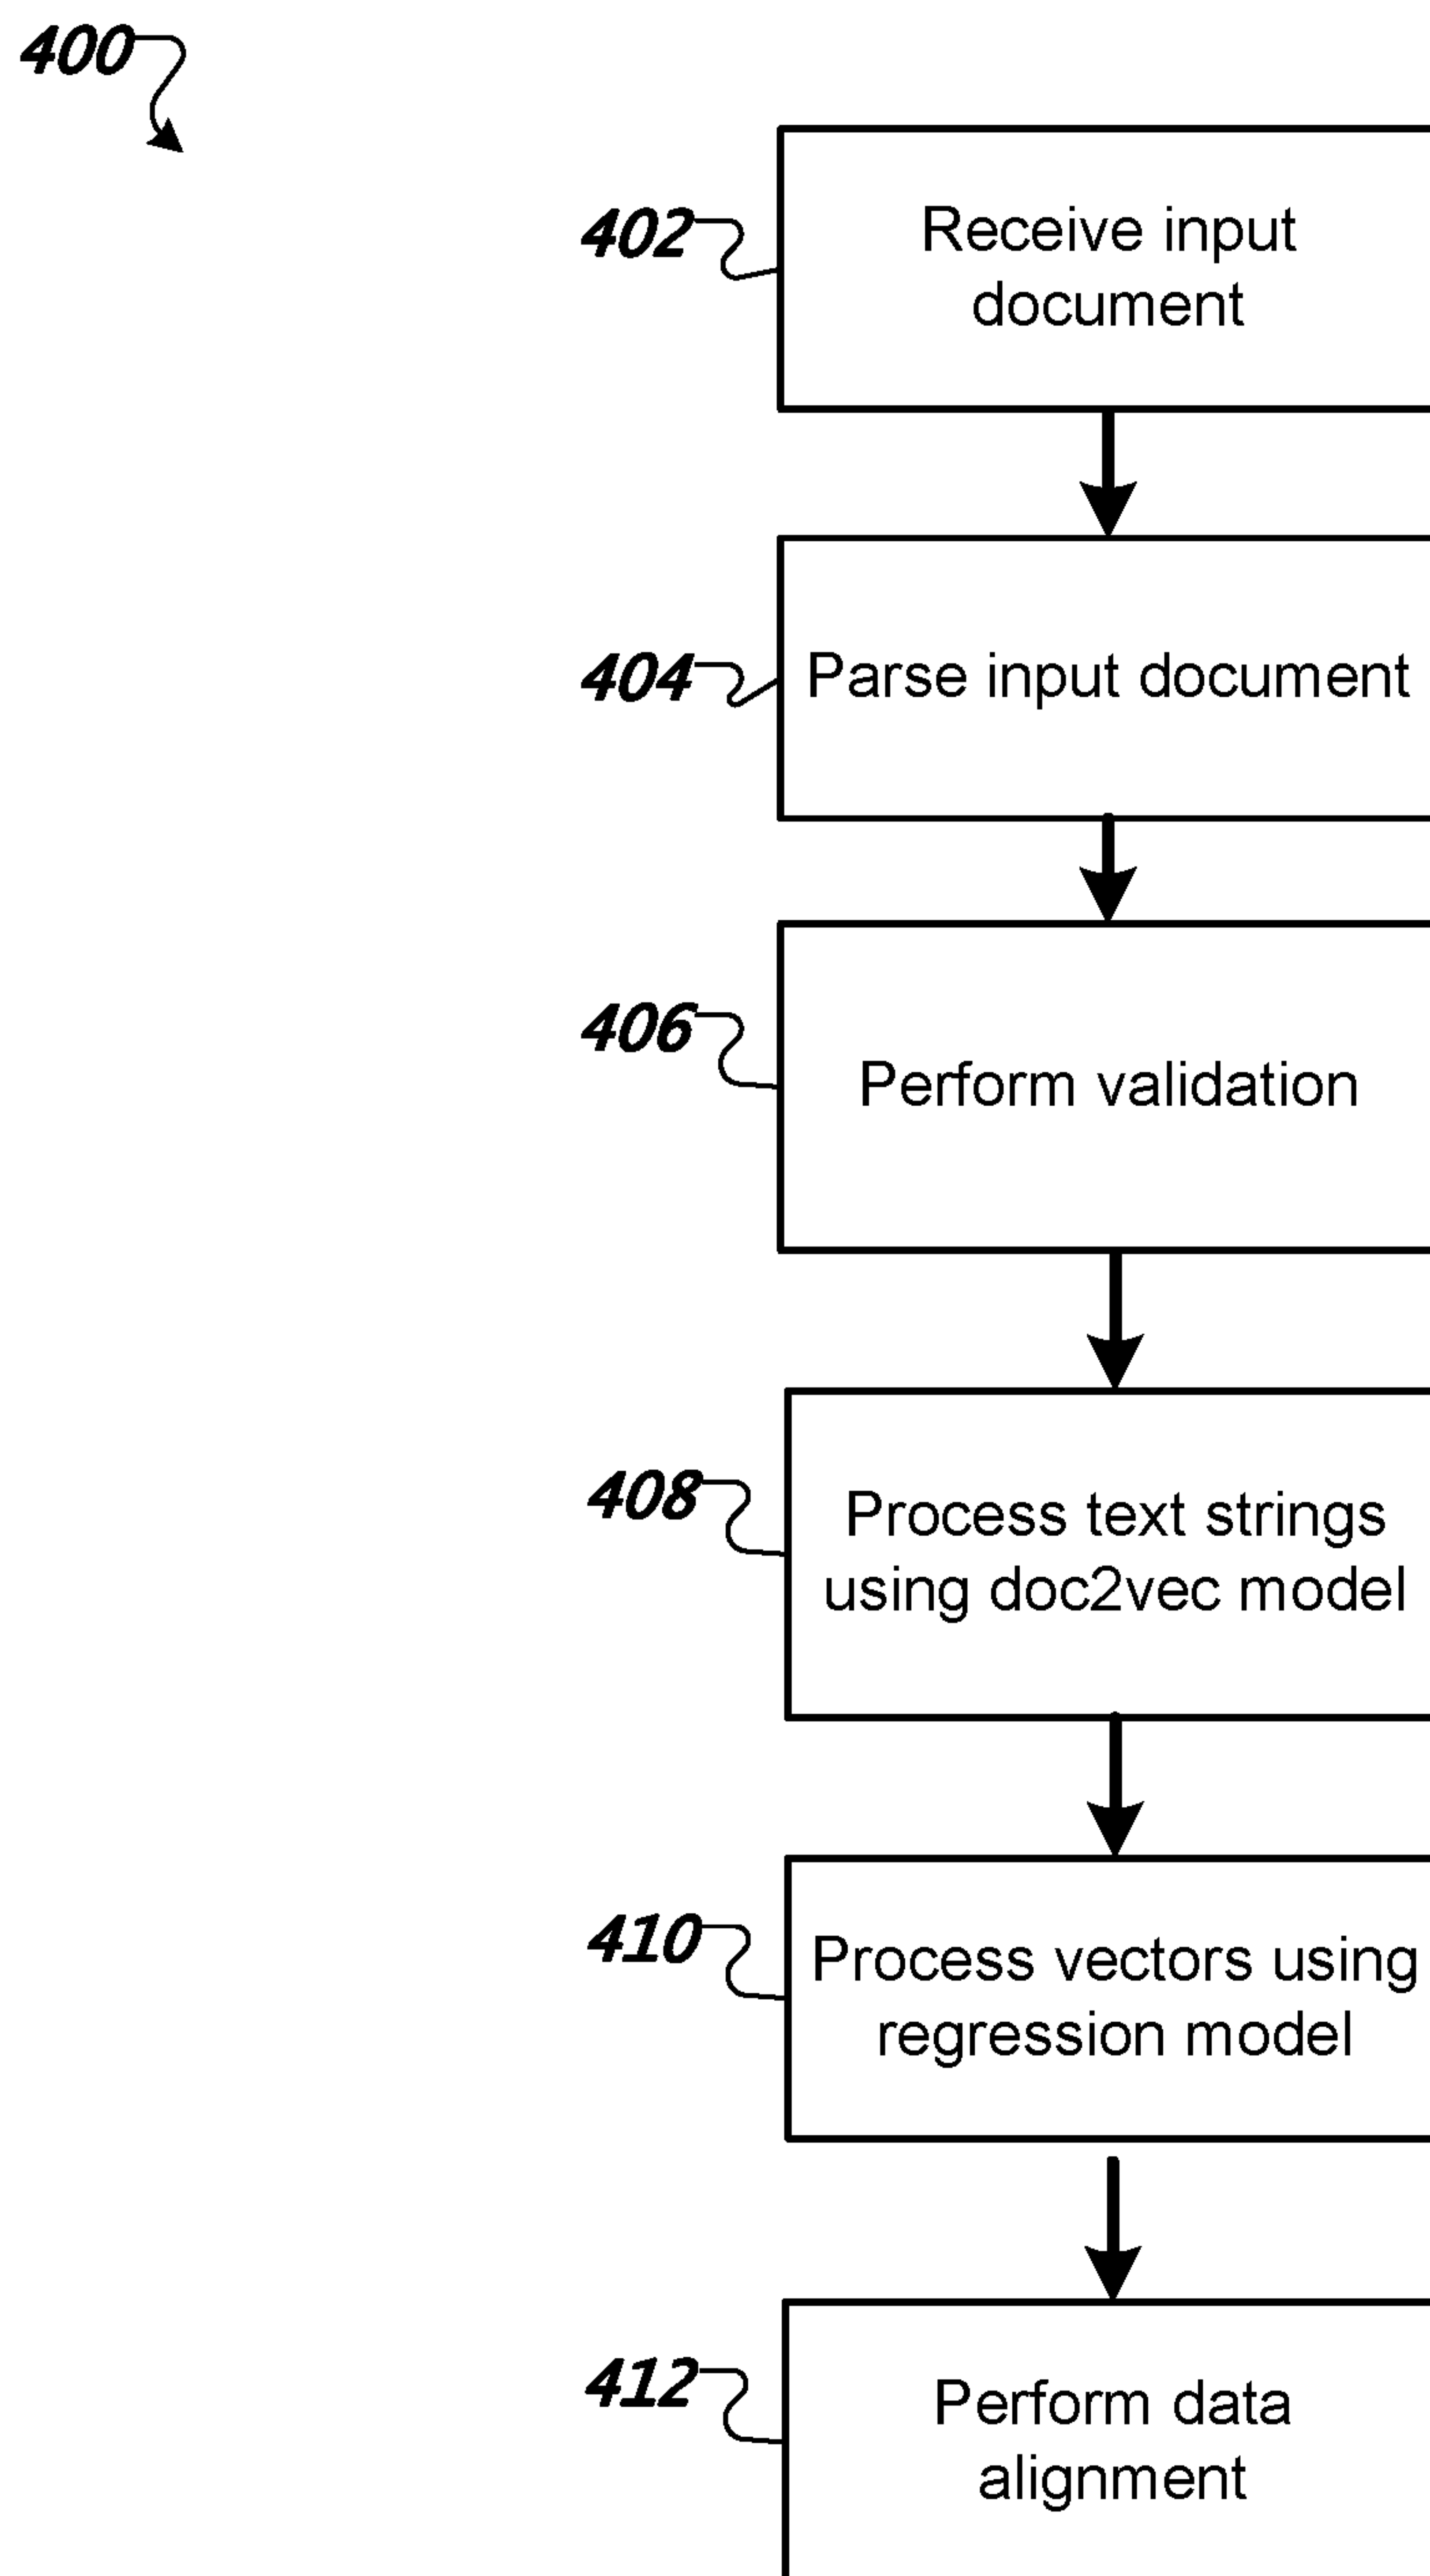 400
402
Receive input
document
404
Parse input document
406
Perform validation
408
Process text strings
using doc2vec model
410
Process vectors using
regression model
412
Perform data
alignment